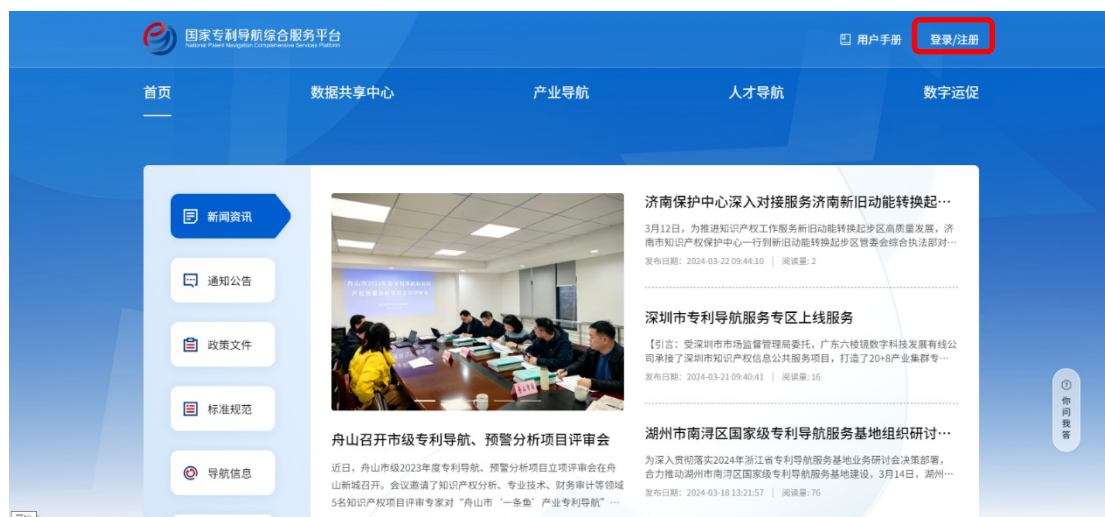 国家专利导航综合服务平台
National Patent Navigation Comprehensive Services Platform
用户手册
登录/注册
首页
数据共享中心
产业导航
人才导航
数字运促
新闻资讯
通知公告
政策文件
标准规范
导航信息
舟山召开市级专利导航、预警分析项目评审会
近日，舟山市级2023年度专利导航、预警分析项目立项评审会在舟
山新城召开。会议邀请了知识产权分析、专业技术、财务审计等领域
5名知识产权项目评审专家对“舟山市‘一条鱼’产业专利导航”…
济南保护中心深入对接服务济南新旧动能转换起…
3月12日，为推进知识产权工作服务新旧动能转换起步区高质量发展，济
南市知识产权保护中心一行到新旧动能转换起步区管委会综合执法部对…
发布日期：2024-03-22 09:44:10 | 阅读量: 2
深圳市专利导航服务专区上线服务
【引言：受深圳市市场监督管理局委托，广东六棱镜数字科技发展有线公
司承接了深圳知识产权信息公共服务项目，打造了20+8产业集群专…
发布日期：2024-03-21 09:40:41 | 阅读量: 16
湖州市南浔区国家级专利导航服务基地组织研讨…
为深入贯彻落实2024年浙江省专利导航服务基地业务研讨会决策部署，
合力推动湖州市南浔区国家级专利导航服务基地建设，3月14日，湖州…
发布日期：2024-03-18 13:21:57 | 阅读量: 76
你问我答